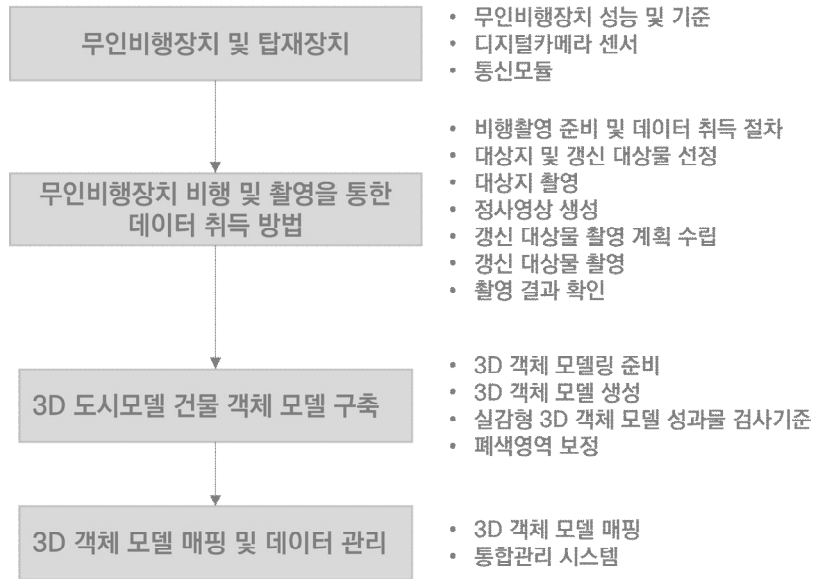 무인비행장치 및 탑재장치
• 무인비행장치 성능 및 기준
• 디지털카메라 센서
• 통신모듈
무인비행장치 비행 및 촬영을 통한
데이터 취득 방법
• 비행촬영 준비 및 데이터 취득 절차
• 대상지 및 갱신 대상물 선정
• 대상지 촬영
• 정사영상 생성
• 갱신 대상물 촬영 계획 수립
• 갱신 대상물 촬영
• 촬영 결과 확인
3D 도시모델 건물 객체 모델 구축
• 3D 객체 모델링 준비
• 3D 객체 모델 생성
• 실감형 3D 객체 모델 성과물 검사기준
• 폐색영역 보정
3D 객체 모델 매핑 및 데이터 관리
• 3D 객체 모델 매핑
• 통합관리 시스템